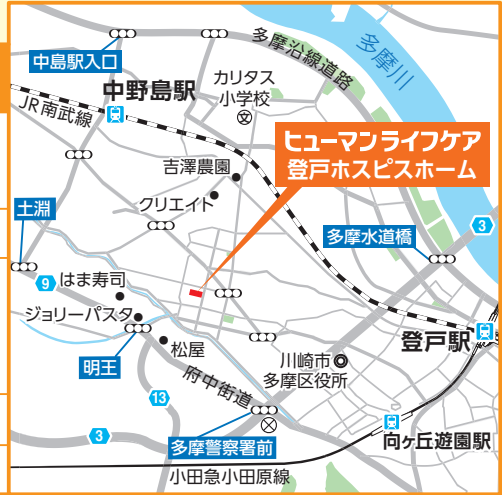 多摩沿線道路
多摩川
中島駅入口
カリタス
小学校
中野島駅
JR南武線
ヒューマンライフケア
登戸ホスピスホーム
吉澤農園
クリエイト
土淵
多摩水道橋
3
9
はま寿司
ジョリーパスタ
明王
松屋
登戸駅
川崎市
多摩区役所
府中街道
13
3
多摩警察署前
向ヶ丘遊園駅
小田急小田原線